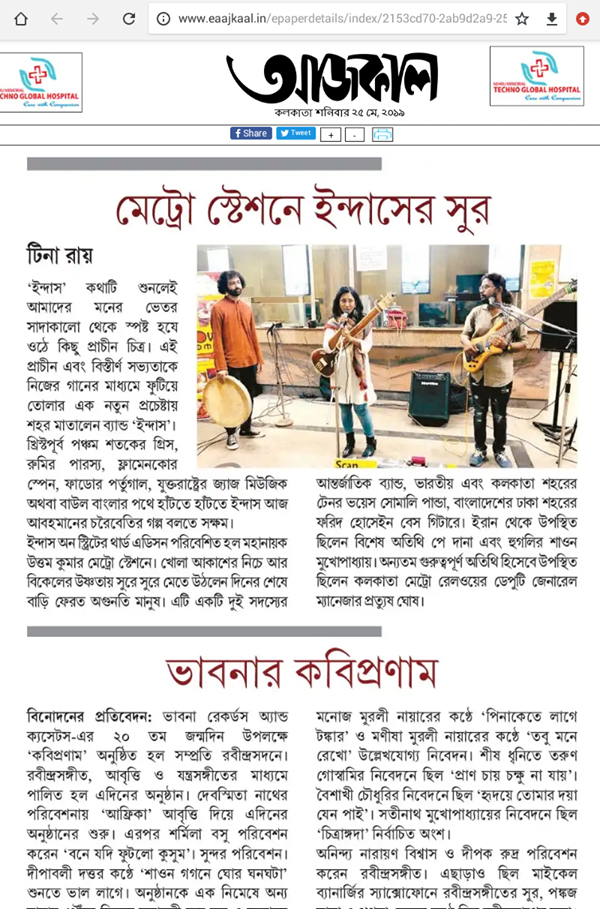 www.eaajkaal.in/epaperdetails/index/2153cd70-2ab9d2a9-25
TECHNO GLOBAL HOSPITAL
Care with Compassion
আজকাল
কলকাতা শনিবার ২৫ মে, ২০১৯
TECHNO GLOBAL HOSPITAL
Care with Compassion
Share
Tweet
+
-
মেট্রো স্টেশনে ইন্দাসের সুর
টিনা রায়
‘ইন্দাস’ কথাটি শুনলেই
আমাদের মনের ভেতর
সাদাকালো থেকে স্পষ্ট হযে
ওঠে কিছু প্রাচীন চিত্র। এই
প্রাচীন এবং বিস্তীর্ণ সভ্যতাকে
নিজের গানের মাধ্যমে ফুটিয়ে
তোলার এক নতুন প্রচেষ্টায়
শহর মাতালেন ব্যান্ড ‘ইন্দাস’।
খ্রিস্টপূর্ব পঞ্চম শতকের গ্রিস,
রুমির পারস্য, ফ্লামেনকোর
স্পেন, ফাডোর পর্তুগাল, যুক্তরাষ্ট্রের জ্যাজ মিউজিক
অথবা বাউল বাংলার পথে হাঁটতে হাঁটতে ইন্দাস আজ
আবহমানের চরৈবেতির গল্প বলতে সক্ষম।
ইন্দাস অন স্ট্রিটের থার্ড এডিসন পরিবেশিত হল মহানায়ক
উত্তম কুমার মেট্রো স্টেশনে। খোলা আকাশের নিচে আর
বিকেলের উষ্ণতায় সুরে সুরে মেতে উঠলেন দিনের শেষে
বাড়ি ফেরত অগুনতি মানুষ। এটি একটি দুই সদস্যের
Scan
আন্তর্জাতিক ব্যান্ড, ভারতীয় এবং কলকাতা শহরের
টেনর ভয়েস সোমালি পান্ডা, বাংলাদেশের ঢাকা শহরের
ফরিদ হোসেইন বেস গিটারে। ইরান থেকে উপস্থিত
ছিলেন বিশেষ অতিথি পে দানা এবং হুগলির শাওন
মুখোপাধ্যায়। অন্যতম গুরুত্বপূর্ণ অতিথি হিসেবে উপস্থিত
ছিলেন কলকাতা মেট্রো রেলওয়ের ডেপুটি জেনারেল
ম্যানেজার প্রত্যুষ ঘোষ।
ভাবনার কবিপ্রণাম
বিনোদনের প্রতিবেদন: ভাবনা রেকর্ডস অ্যান্ড
ক্যসেটস-এর ২০ তম জন্মদিন উপলক্ষে
‘কবিপ্রণাম’ অনুষ্ঠিত হল সম্প্রতি রবীন্দ্রসদনে।
রবীন্দ্রসঙ্গীত, আবৃত্তি ও যন্ত্রসঙ্গীতের মাধ্যমে
পালিত হল এদিনের অনুষ্ঠান। দেবস্মিতা নাথের
পরিবেশনায় ‘আফ্রিকা’ আবৃত্তি দিয়ে এদিনের
অনুষ্ঠানের শুরু। এরপর শর্মিলা বসু পরিবেশন
করেন ‘বনে যদি ফুটলো কুসুম’। সুন্দর পরিবেশন।
দীপাবলী দত্তর কণ্ঠে ‘শাওন গগনে ঘোর ঘনঘটা’
শুনতে ভাল লাগে। অনুষ্ঠানকে এক নিমেষে অন্য
মনোজ মুরলী নায়ারের কণ্ঠে ‘পিনাকেতে লাগে
টঙ্কার’ ও মণীষা মুরলী নায়ারের কণ্ঠে ‘তবু মনে
রেখো’ উল্লেখযোগ্য নিবেদন। শীষ ধ্বনিতে তরুণ
গোস্বামির নিবেদনে ছিল ‘প্রাণ চায় চক্ষু না যায়’।
বৈশাখী চৌধুরির নিবেদনে ছিল ‘হৃদয়ে তোমার দয়া
যেন পাই’। সতীনাথ মুখোপাধ্যায়ের নিবেদনে ছিল
‘চিত্রাঙ্গদা’ নির্বাচিত অংশ।
অনিন্দ্য নারায়ণ বিশ্বাস ও দীপক রুদ্র পরিবেশন
করেন রবীন্দ্রসঙ্গীত। এছাড়াও ছিল মাইকেল
ব্যানার্জির স্যাক্সোফোনে রবীন্দ্রসঙ্গীতের সুর, পঙ্কজ